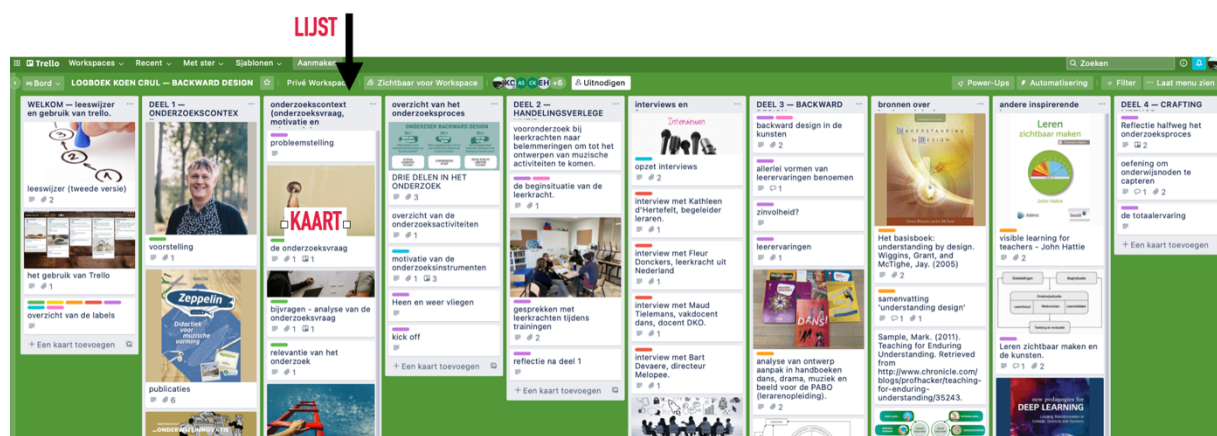 LIJST
Trello Workspaces Recent Met ster Sjablonen Aanmaken
Zoeken
Bord LOGBOEK KOEN CRUL — BACKWARD DESIGN Privé Workspace Zichtbaar voor Workspace KC AS CK EH +6 Uitnodigen Power-Ups Automatisering Filter Laat menu zien
WELKOM — leeswijzer
en gebruik van trello.
leeswijzer (tweede versie)
2
het gebruik van Trello
1
overzicht van de labels
+ Een kaart toevoegen
DEEL 1 —
ONDERZOEKSCONTEX
voorstelling
1
Zeppelin
Didactiek
voor
muzische
vorming
publicaties
6
ONDERWIJSINNOVATIE
onderzoekscontext
(onderzoeksvraag,
motivatie en
probleemstelling
KAART
de onderzoeksvraag
1 1
bijvragen - analyse van de
onderzoeksvraag
1 1
relevantie van het
onderzoek
1
overzicht van het
onderzoeksproces
ONDERZOEK BACKWARD DESIGN
DRIE DELEN IN HET
ONDERZOEK
3
overzicht van de
onderzoeksactiviteiten
1
motivatie van de
onderzoeksinstrumenten
1 3
Heen en weer vliegen
kick off
+ Een kaart toevoegen
DEEL 2 —
HANDELINGSVERLEGE
vooronderzoek bij
leerkrachten naar
belemmeringen om tot het
ontwerpen van muzische
activiteiten te komen.
de beginsituatie van de
leerkracht.
1
gesprekken met
leerkrachten tijdens
trainingen
2
reflectie na deel 1
+ Een kaart toevoegen
interviews en
Interviewen
opzet interviews
2
interview met Kathleen
d'Hertefelt, begeleider
leraren.
1
interview met Fleur
Donckers, leerkracht uit
Nederland
1
interview met Maud
Tielemans, vakdocent
dans, docent DKO.
1
interview met Bart
Devaere, directeur
Melopee.
1
DEEL 3 — BACKWARD
backward design in de
kunsten
2
allerlei vormen van
leerervaringen benoemen
1
zinvolheid?
leerervaringen
1
DANS!
analyse van ontwerp
aanpak in handboeken
dans, drama, muziek en
beeld voor de PABO
(lerarenopleiding).
2
bronnen over
UNDERSTANDING
by DESIGN
Het basisboek:
understanding by design.
Wiggins, Grant, and
McTighe, Jay. (2005)
2
samenvatting
'understanding design'
1 1
Sample, Mark. (2011).
Teaching for Enduring
Understanding. Retrieved
from
http://www.chronicle.com/
blogs/profhacker/teaching-
for-enduring-
understanding/35243.
andere inspirerende
Leren
zichtbaar maken
visible learning for
teachers - John Hattie
2
Leren zichtbaar maken en
de kunsten.
1 2
new pedagogies for
DEEP LEARNING
DEEL 4 — CRAFTING
Reflectie halfweg het
onderzoeksproces
2
oefening om
onderwijsnoden te
capteren
1 2
de totaalervaring
+ Een kaart toevoegen